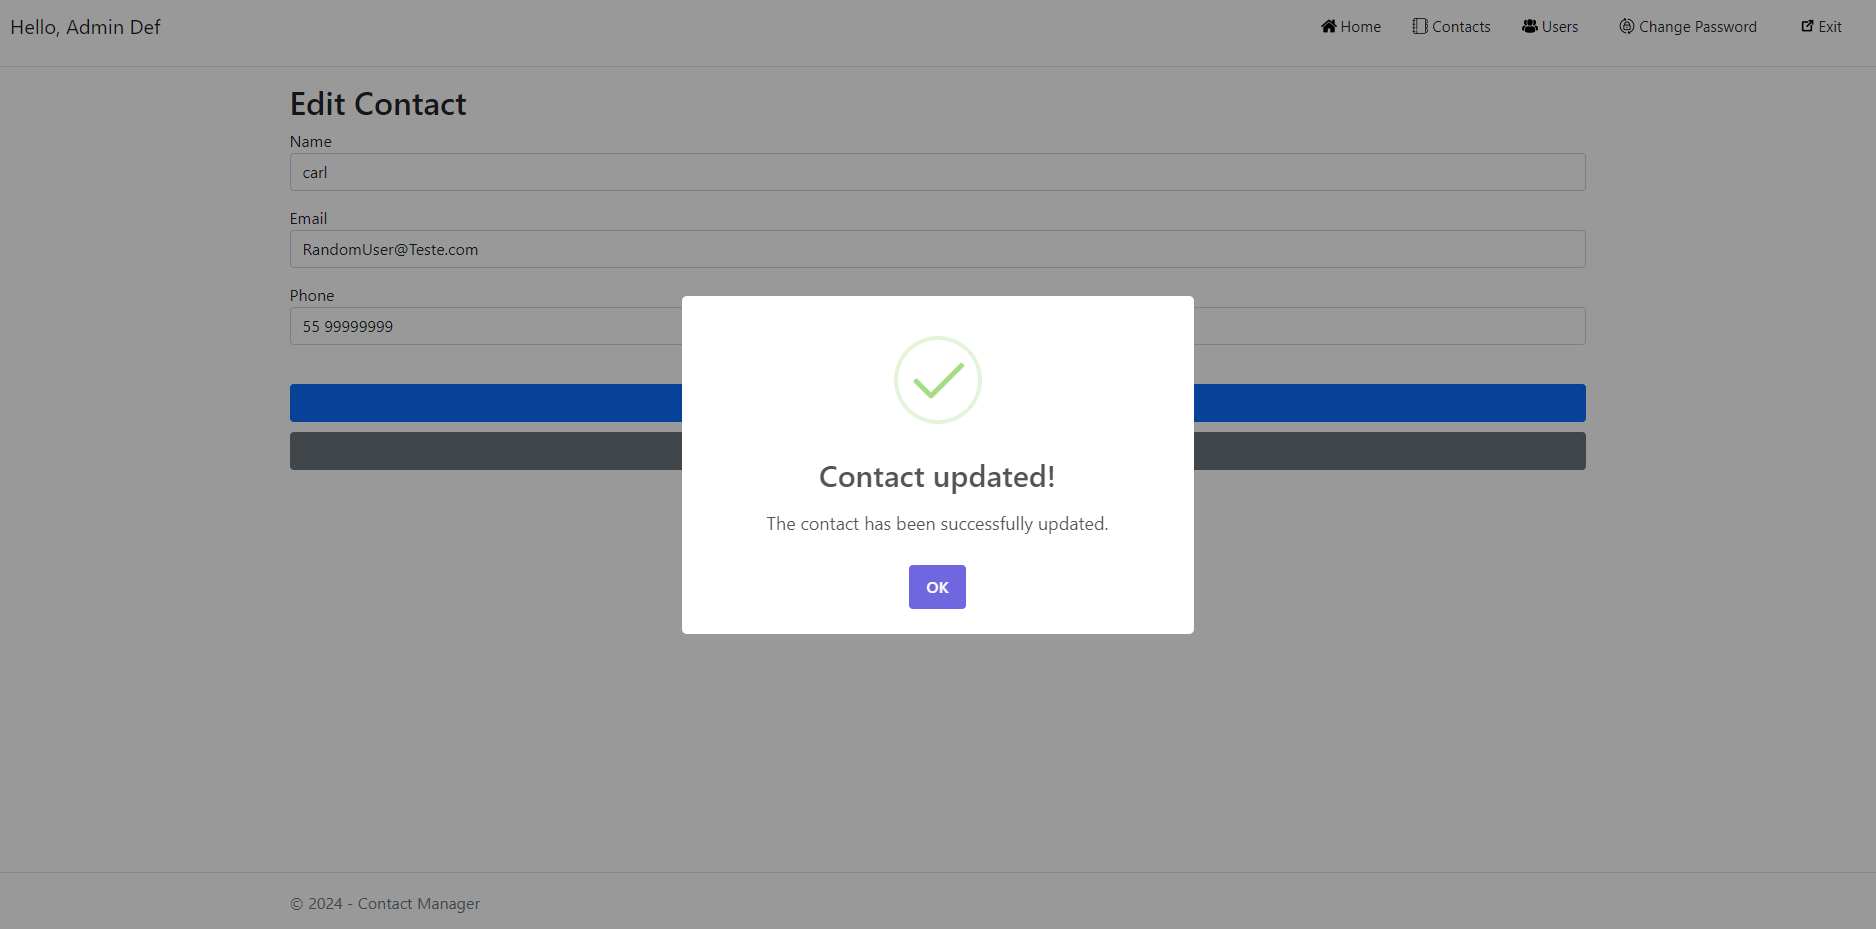 Hello, Admin Def
Home Contacts Users Change Password Exit
Edit Contact
Name
carl
Email
RandomUser@Teste.com
Phone
55 99999999
Contact updated!
The contact has been successfully updated.
OK
© 2024 - Contact Manager